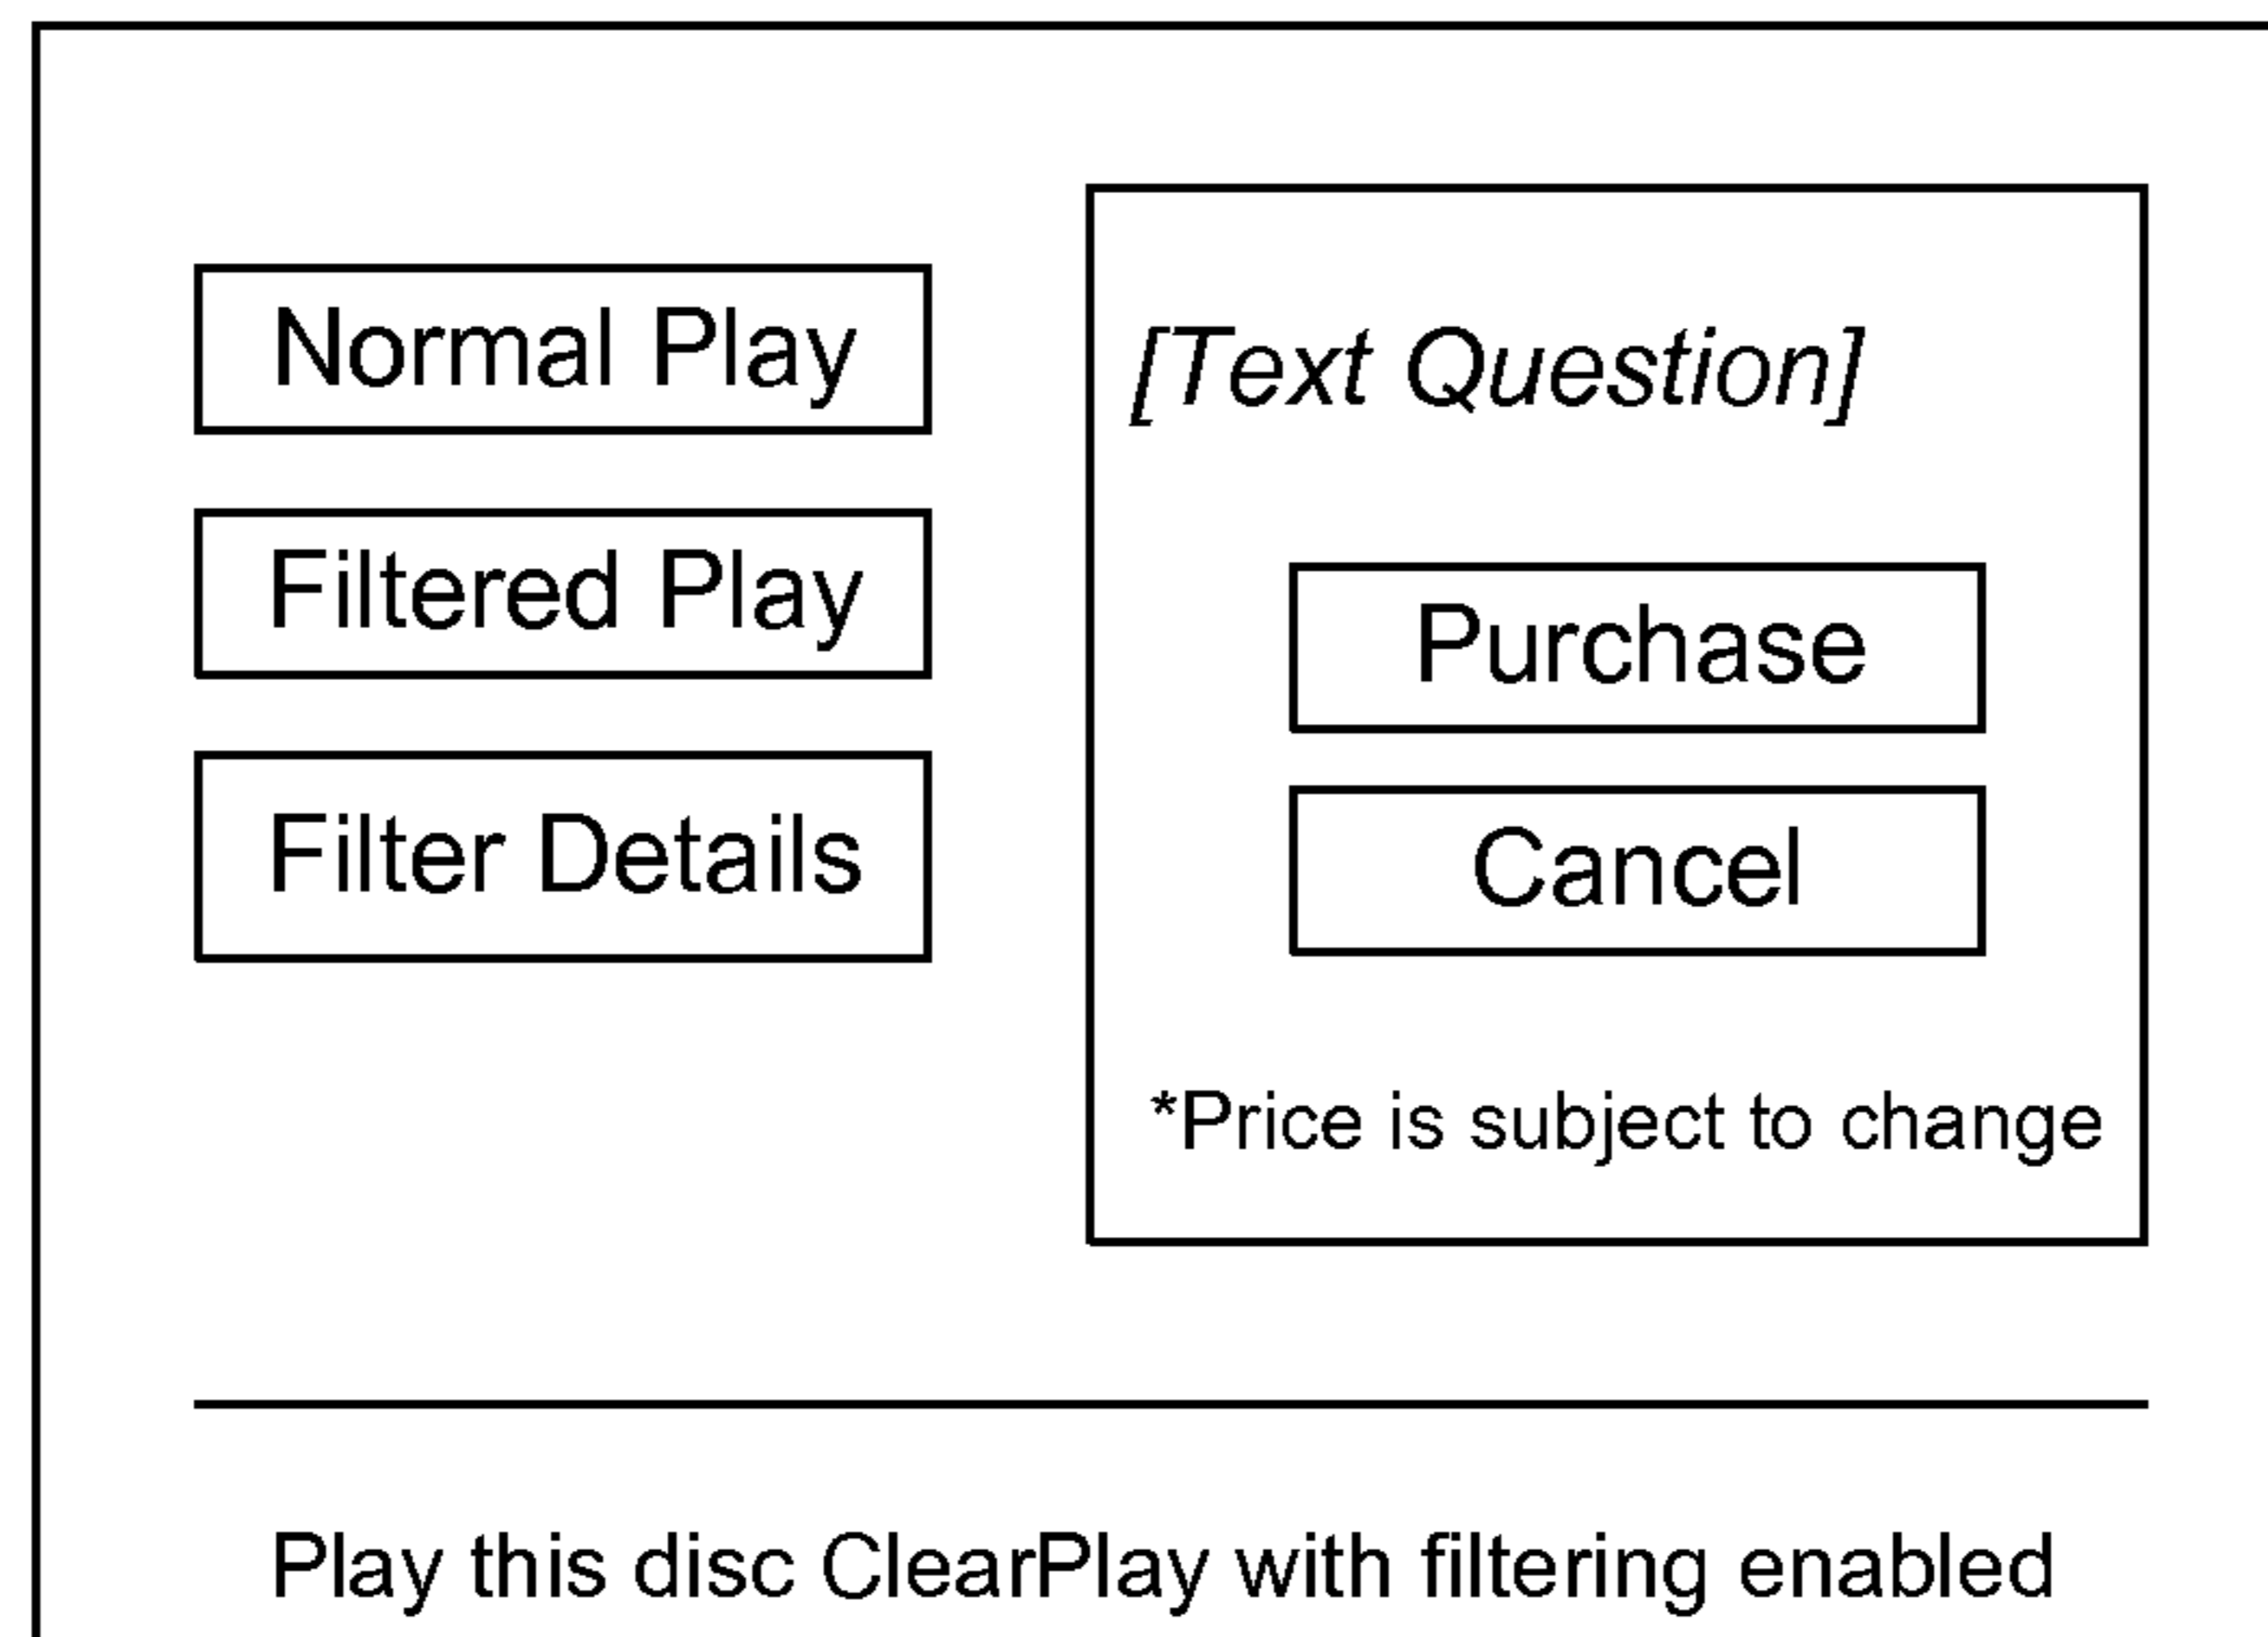 Normal Play
Filtered Play
Filter Details
[Text Question]
Purchase
Cancel
*Price is subject to change
Play this disc ClearPlay with filtering enabled